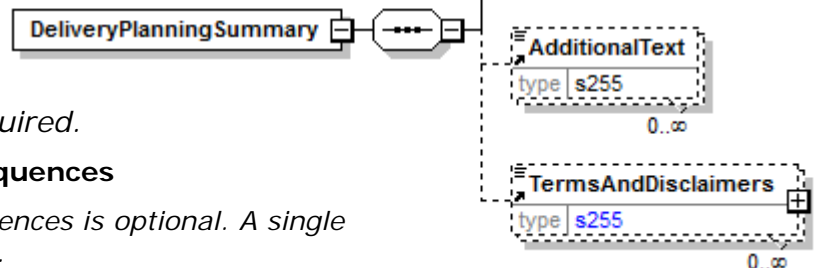 DeliveryPlanningSummary
AdditionalText
type s255
0..∞
uired.
quences
ences is optional. A single
TermsAndDisclaimers
type s255
0..∞